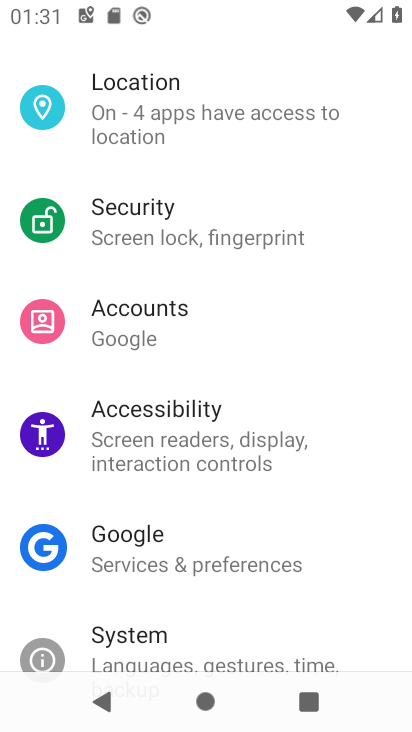 01:31
Location
On - 4 apps have access to
location
Security
Screen lock, fingerprint
Accounts
Google
Accessibility
Screen readers, display,
interaction controls
Google
Services & preferences
System
Languages, gestures, time,
backup